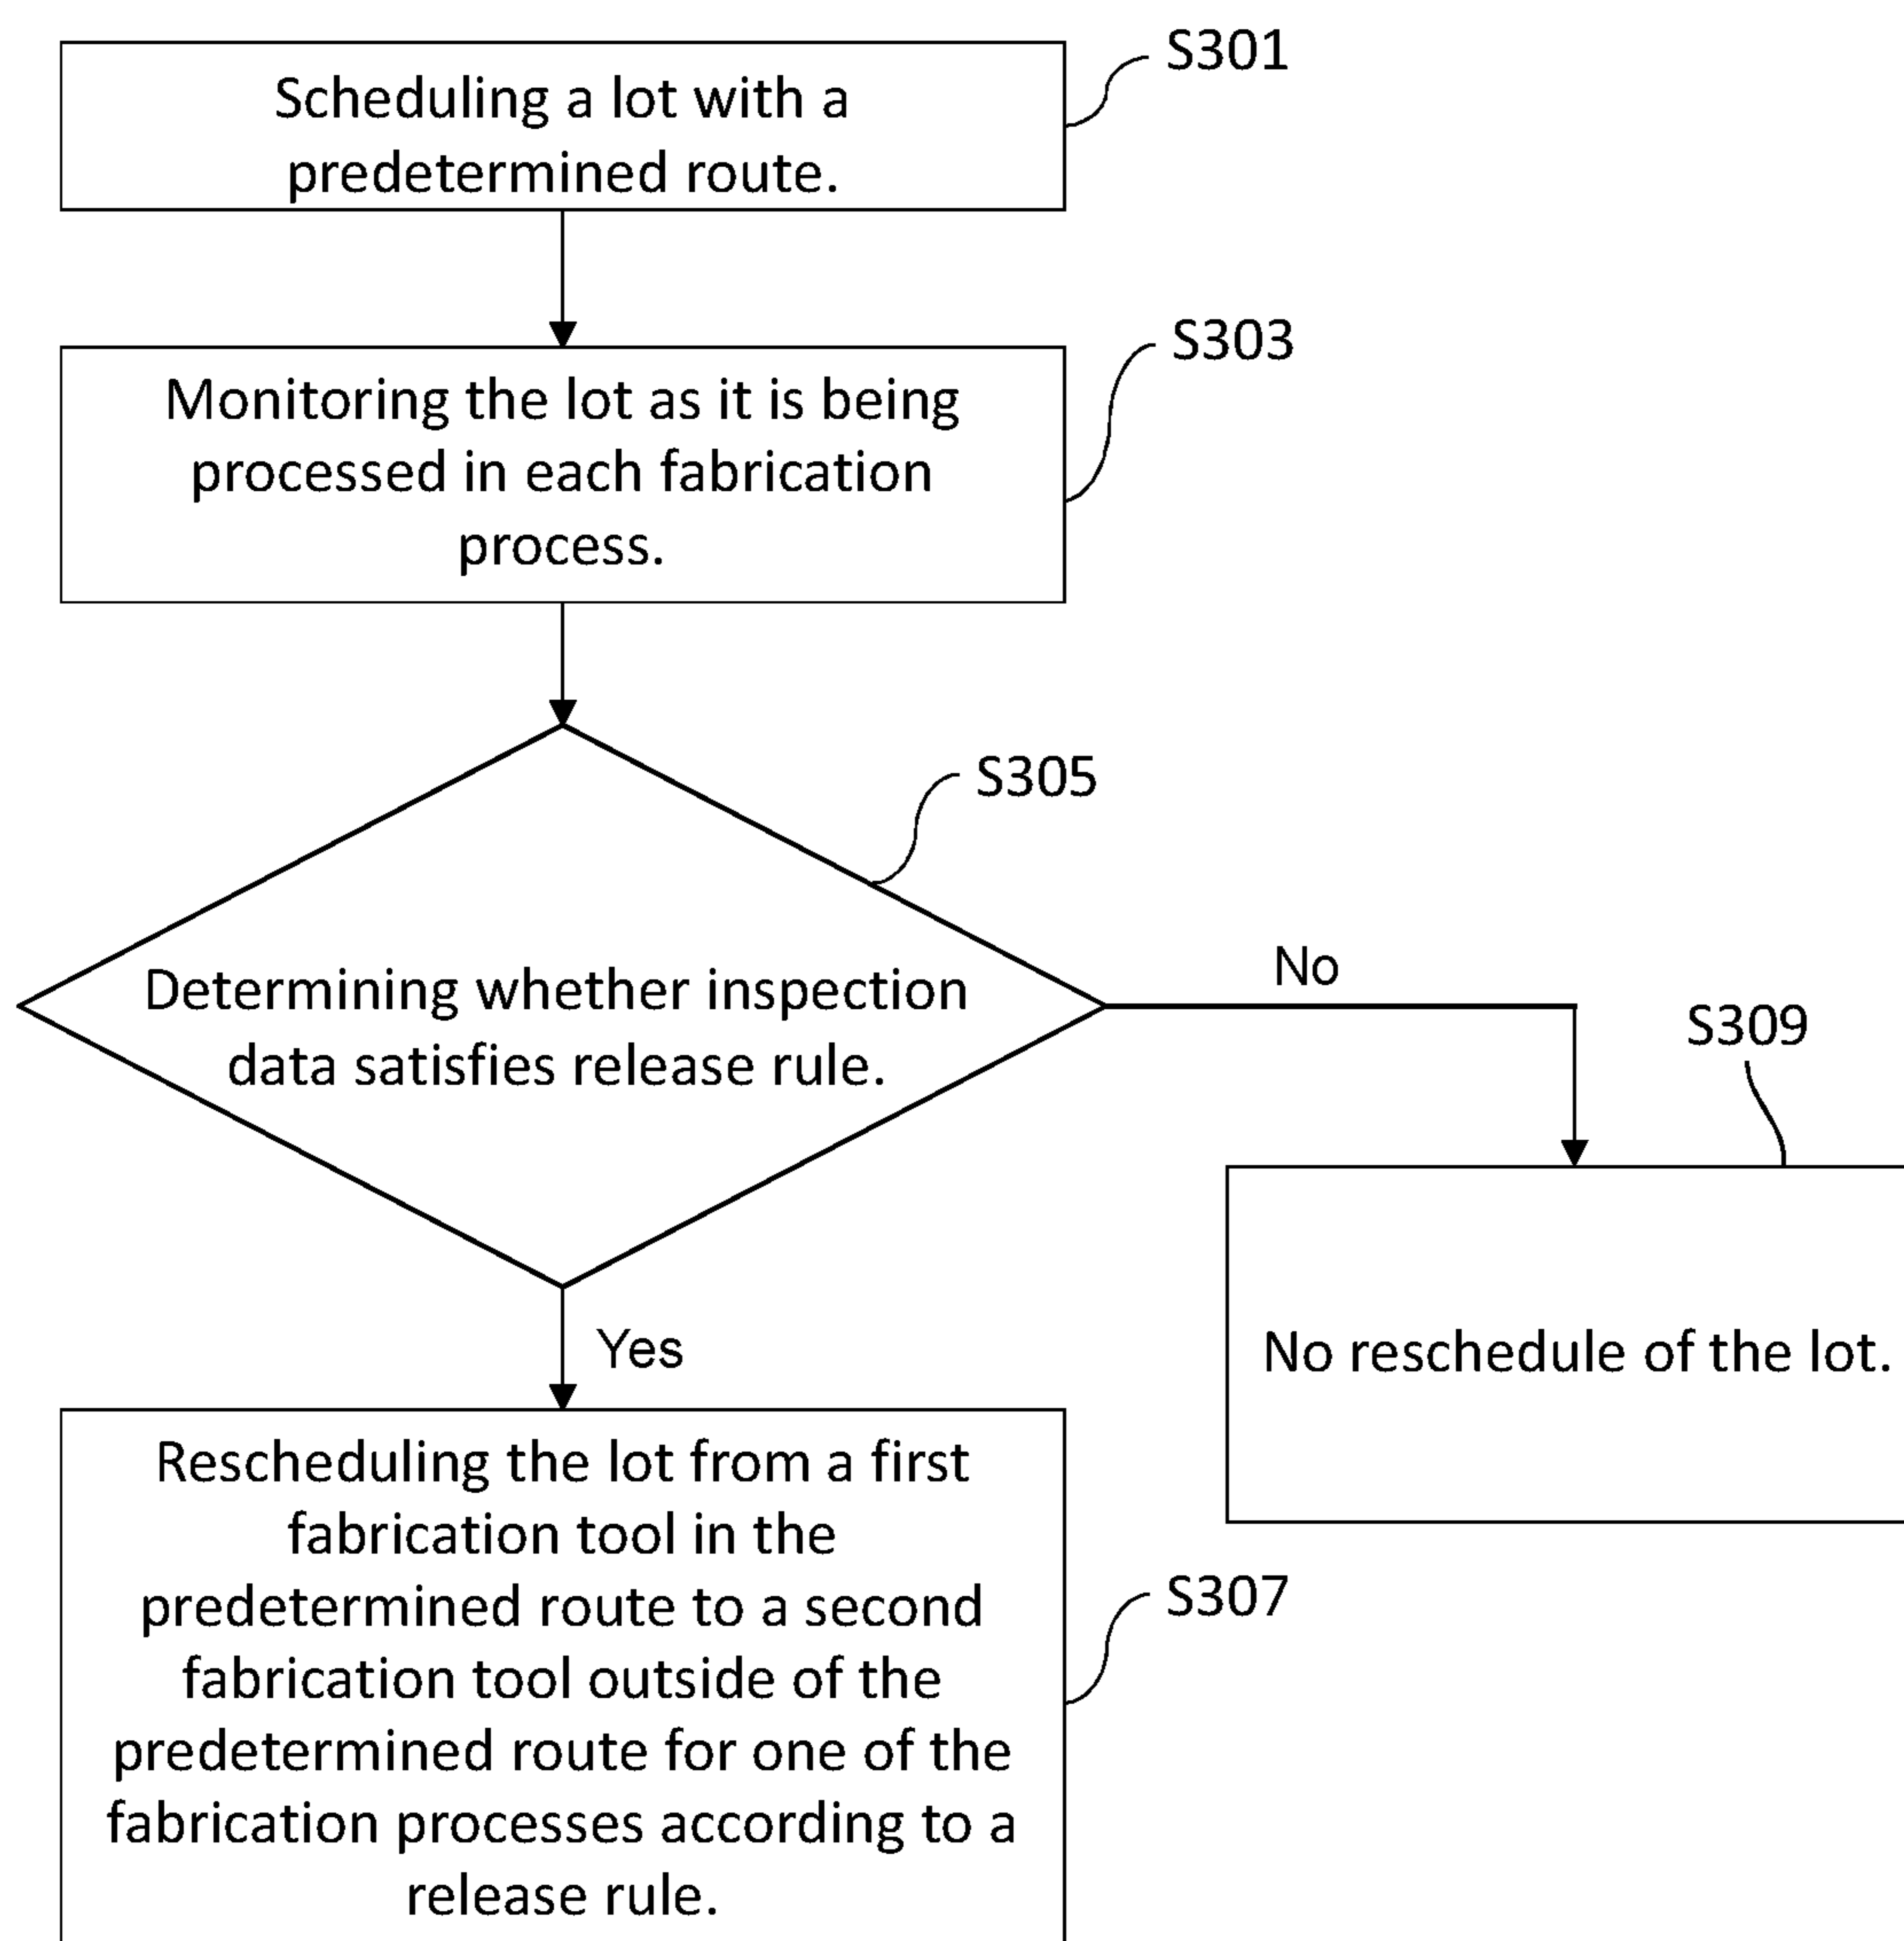 S301
Scheduling a lot with a
predetermined route.
S303
Monitoring the lot as it is being
processed in each fabrication
process.
S305
Determining whether inspection
data satisfies release rule.
No
S309
No reschedule of the lot.
Yes
Rescheduling the lot from a first
fabrication tool in the
predetermined route to a second
fabrication tool outside of the
predetermined route for one of the
fabrication processes according to a
release rule.
S307